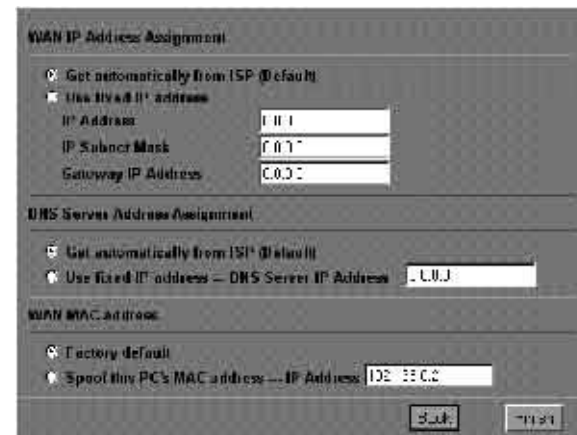 WAN IP Address Assignment
Get automatically from ISP (Default)
Use fixed IP address
IP Address
IP Subnet Mask
Gateway IP Address
DNS Server Address Assignment
Get automatically from ISP (Default)
Use fixed IP address --- DNS Server IP Address
WAN MAC address
Factory default
Spoof this PC's MAC address --- IP Address
Back Finish